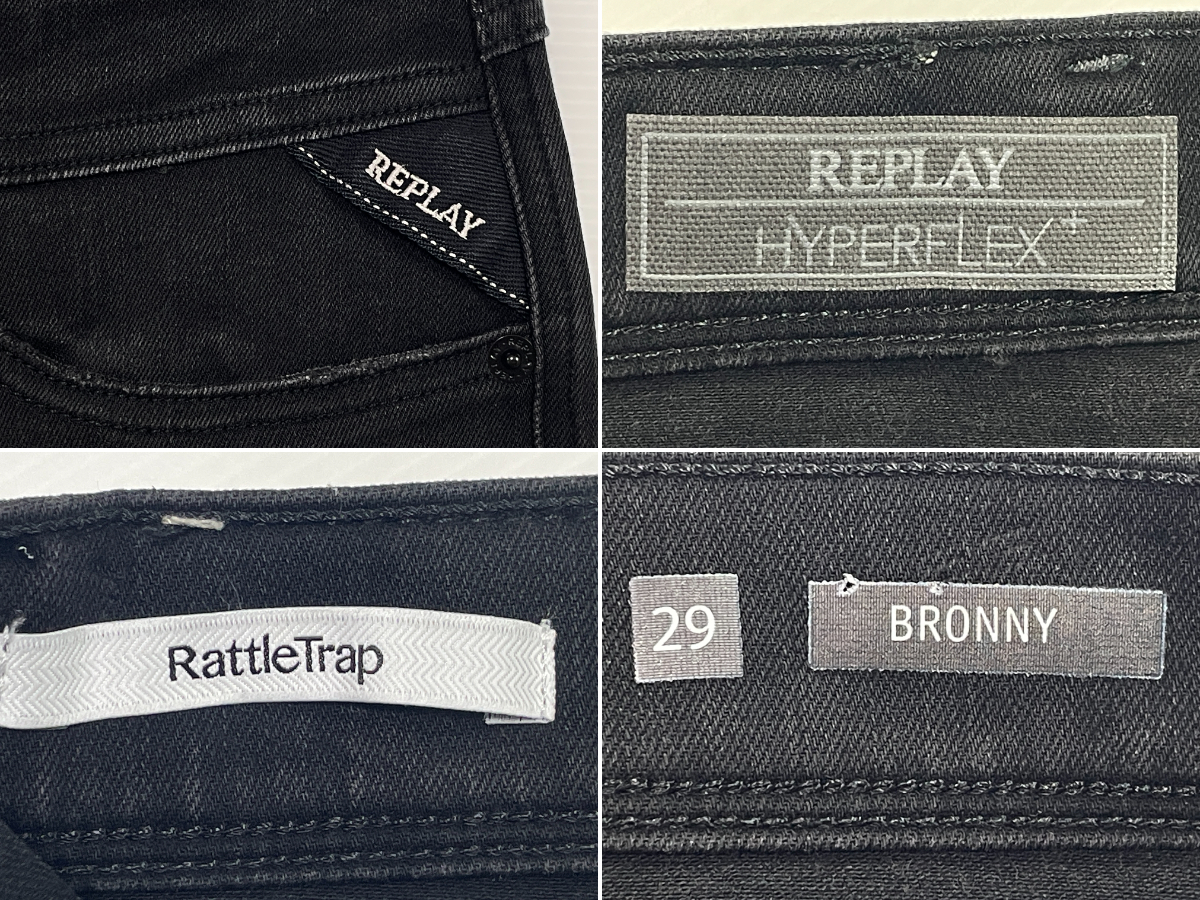 REPLAY
REPLAY
HYPERFLEX+
RattleTrap
29
BRONNY